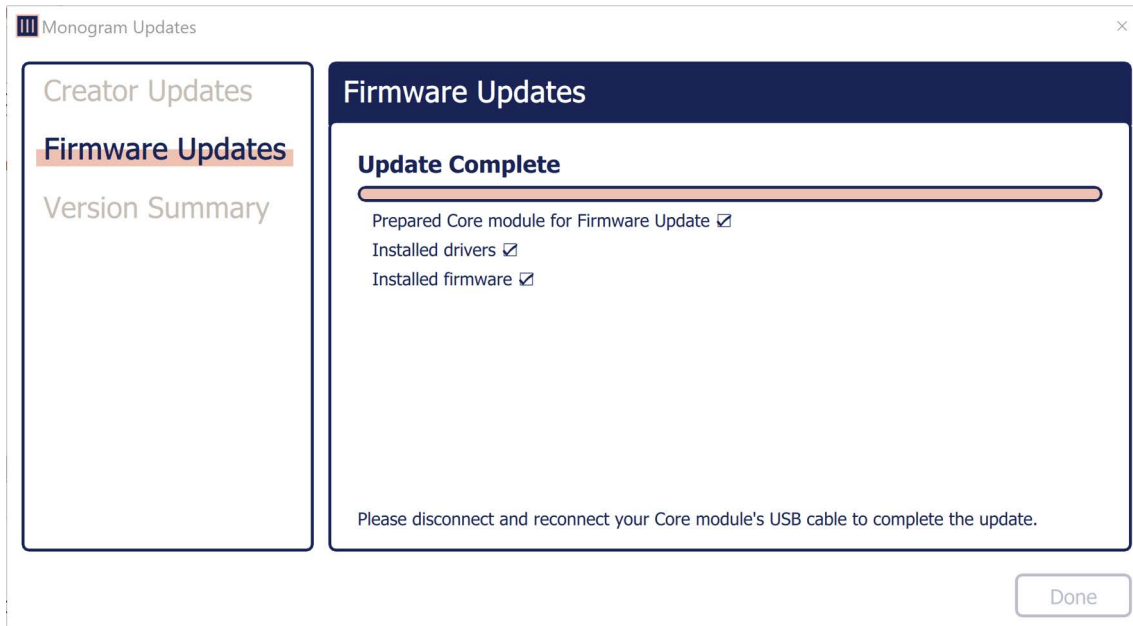 Monogram Updates
Creator Updates
Firmware Updates
Version Summary
Firmware Updates
Update Complete
Prepared Core module for Firmware Update
Installed drivers
Installed firmware
Please disconnect and reconnect your Core module's USB cable to complete the update.
Done